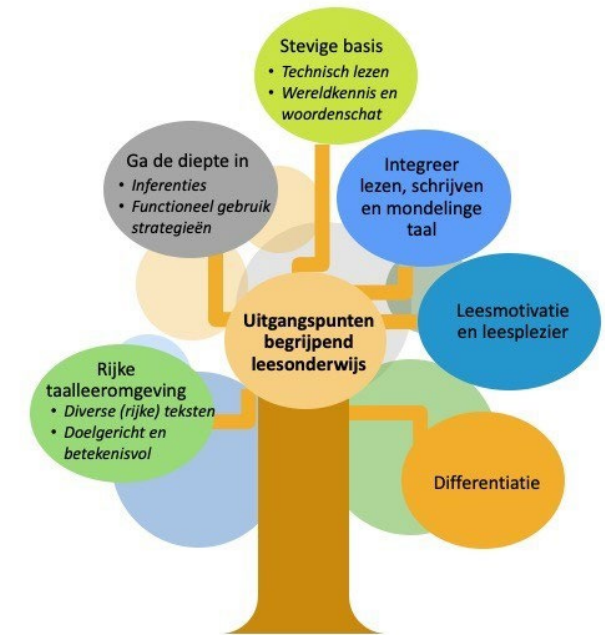 Stevige basis
• Technisch lezen
• Wereldkennis en
woordenschat
Ga de diepte in
• Inferenties
• Functioneel gebruik
strategieën
Integreer
lezen, schrijven
en mondelinge
taal
Uitgangspunten
begrijpend
leesonderwijs
Leesmotivatie
en leesplezier
Rijke
taalleeromgeving
• Diverse (rijke) teksten
• Doelgericht en
betekenisvol
Differentiatie